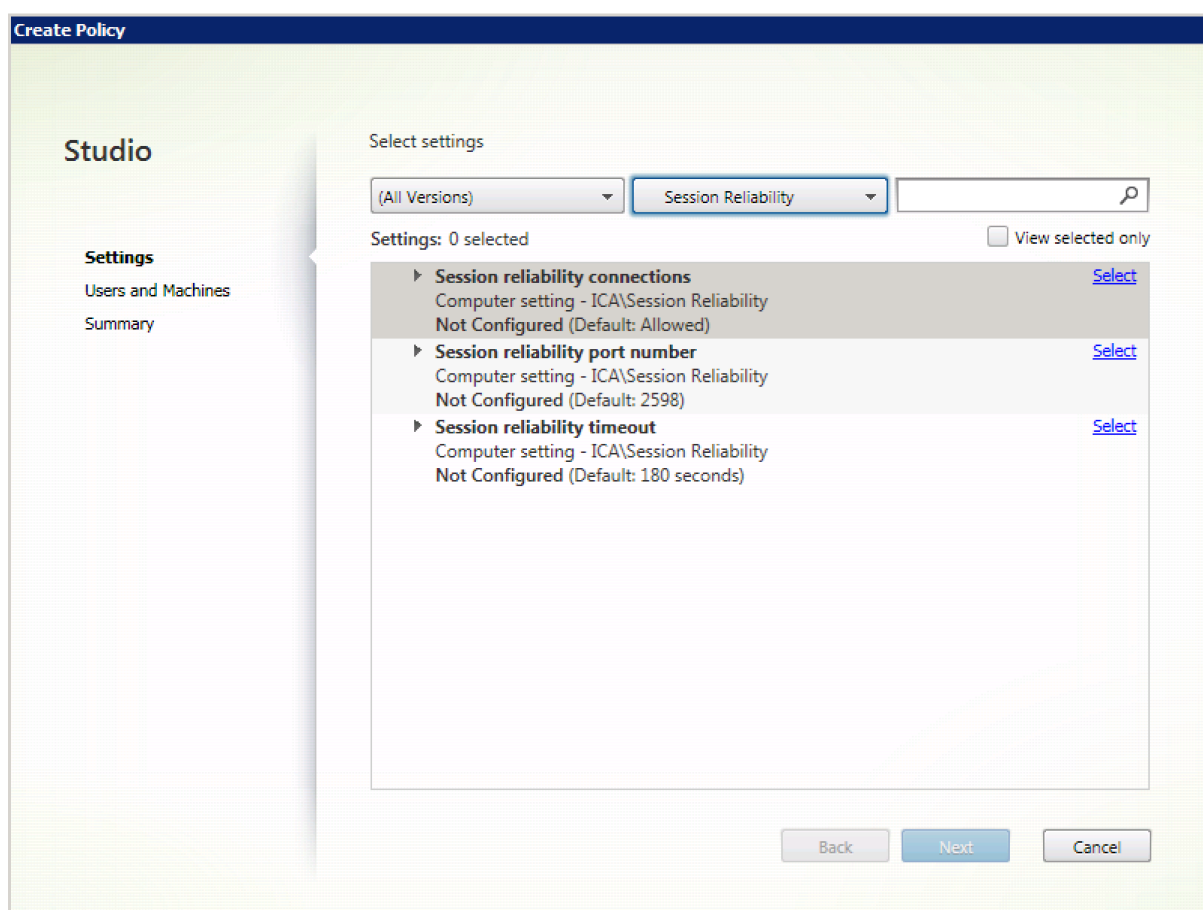 Create Policy
Studio
Settings
Users and Machines
Summary
Select settings
(All Versions)
Session Reliability
Settings: 0 selected
View selected only
Session reliability connections
Select
Computer setting - ICA\Session Reliability
Not Configured (Default: Allowed)
Session reliability port number
Select
Computer setting - ICA\Session Reliability
Not Configured (Default: 2598)
Session reliability timeout
Select
Computer setting - ICA\Session Reliability
Not Configured (Default: 180 seconds)
Back
Next
Cancel